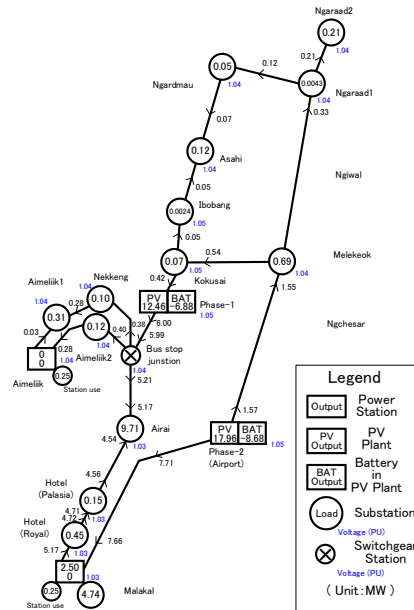 Ngaraad2
0.21
1.04
0.21
0.12
0.05
1.04
Ngardmau
0.0043
1.04
Ngaraad1
0.33
0.07
0.12
1.04
Asahi
0.05
Ngiwal
Ibobang
0.0024
1.05
0.05
0.54
Melekeok
0.07
1.05
Kokusai
0.69
1.04
0.42
1.55
Nekkeng
Aimeliik1
1.04
0.10
1.04
0.28
0.31
0.03
0.12
0.40
0.38
0.28
1.04
Aimeliik2
0
0
Aimeliik
0.25
Station use
PV
12.46
BAT
-6.88
Phase-1
1.05
6.00
5.99
Bus stop
junstion
1.04
Ngchesar
5.21
5.17
9.71
Airai
1.03
4.54
1.57
PV
17.96
BAT
-8.68
1.05
Phase-2
(Airport)
7.71
Hotel
(Palasia)
4.56
0.15
1.03
4.71
4.72
Hotel
(Royal)
0.45
1.03
5.17
7.66
2.50
0
1.03
0.25
Station use
4.74
Malakal
Legend
Output
Power
Station
PV
Output
PV
Plant
BAT
Output
Battery
in
PV Plant
Load
Substation
Voltage (PU)
Switchgear
Station
Voltage (PU)
( Unit:MW )